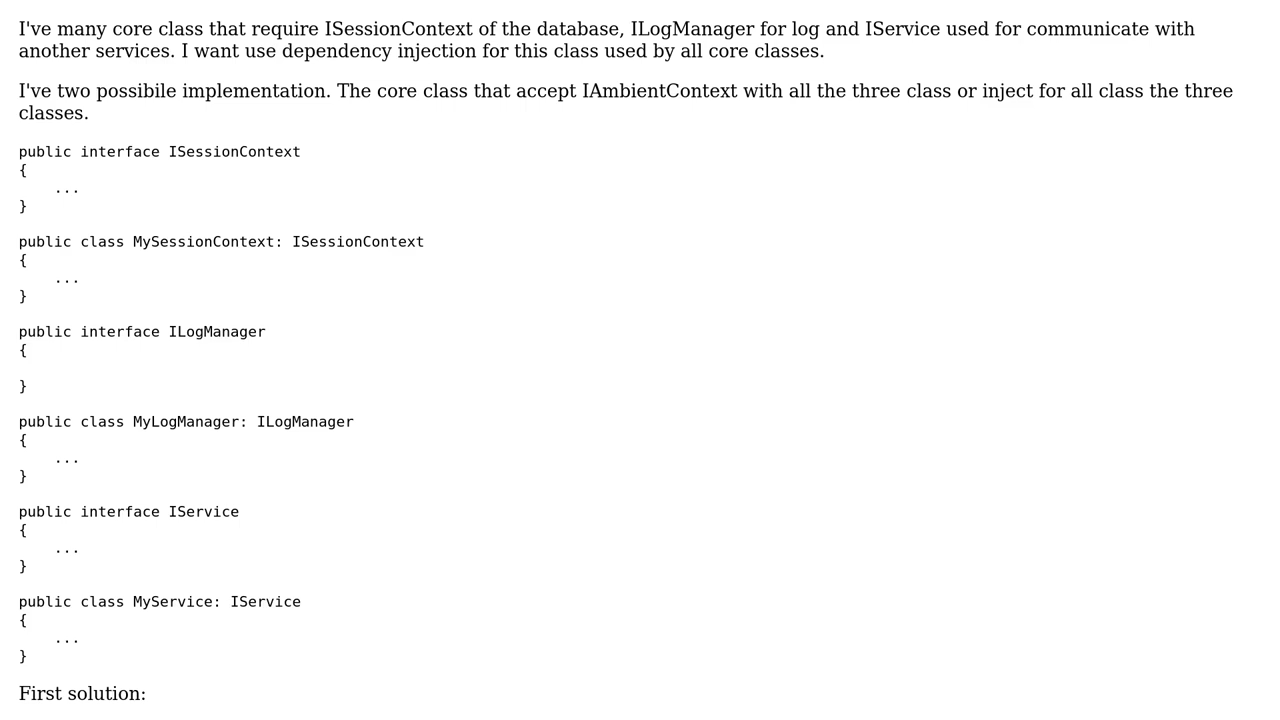 I've many core class that require ISessionContext of the database, ILogManager for log and IService used for communicate with
another services. I want use dependency injection for this class used by all core classes.
I've two possibile implementation. The core class that accept IAmbientContext with all the three class or inject for all class the three
classes.
public interface ISessionContext
{
    ...
}
public class MySessionContext: ISessionContext
{
    ...
}
public interface ILogManager
{
}
public class MyLogManager: ILogManager
{
    ...
}
public interface IService
{
    ...
}
public class MyService: IService
{
    ...
}
First solution: